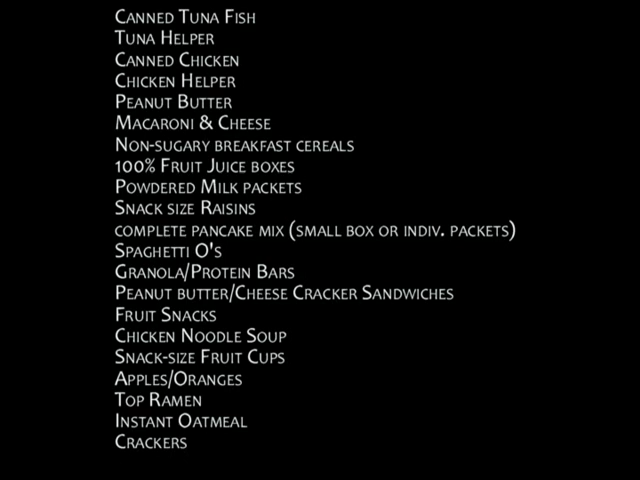 Canned Tuna Fish
Tuna Helper
Canned Chicken
Chicken Helper
Peanut Butter
Macaroni & Cheese
Non-sugary breakfast cereals
100% Fruit Juice boxes
Powdered Milk packets
Snack size Raisins
complete pancake mix (small box or indiv. packets)
Spaghetti O's
Granola/Protein Bars
Peanut butter/Cheese Cracker Sandwiches
Fruit Snacks
Chicken Noodle Soup
Snack-size Fruit Cups
Apples/Oranges
Top Ramen
Instant Oatmeal
Crackers